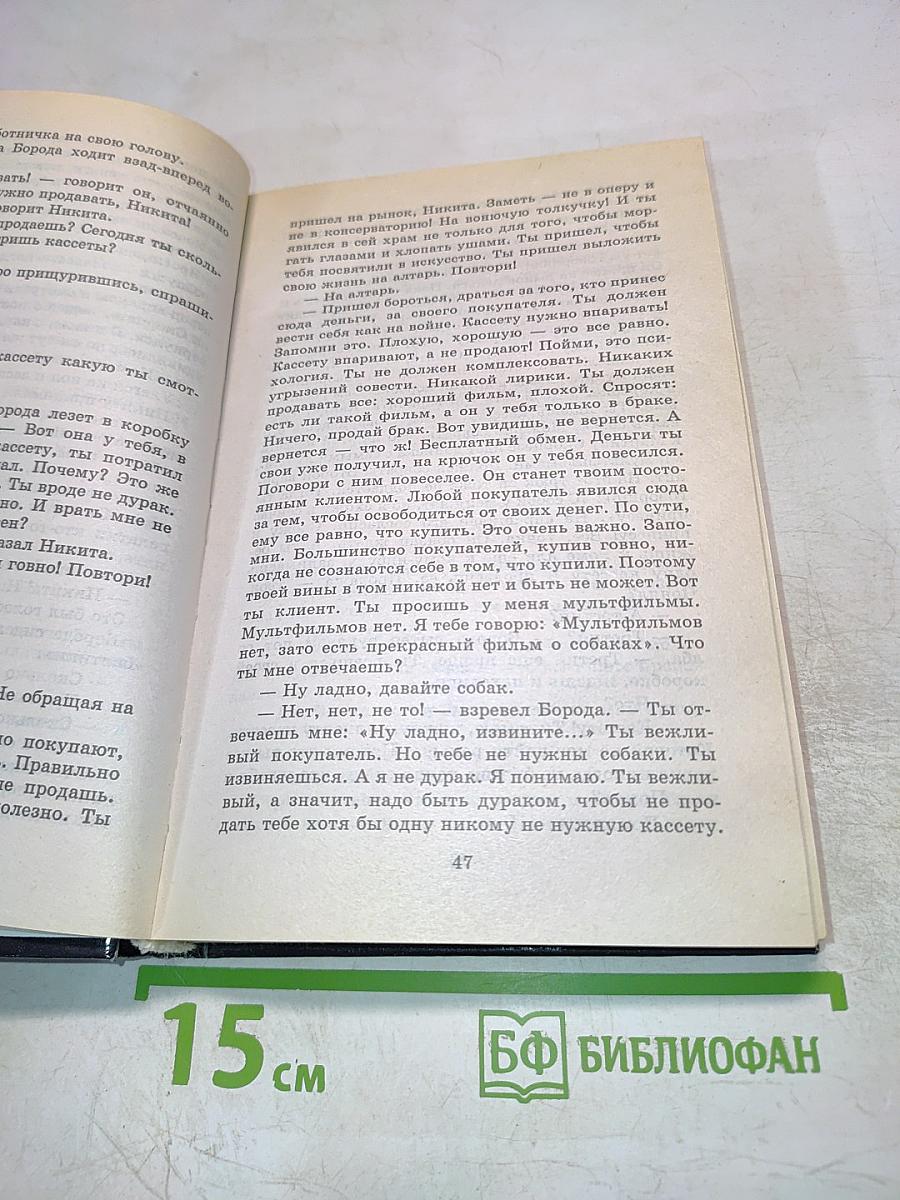 ботничка на свою голову.
а Борода ходит взад-вперед во-
вать! — говорит он, отчаянно
ужно продавать, Никита!
оворит Никита.
продаешь? Сегодня ты сколь-
ришь кассеты?
ро прищурившись, спраши-
кассету какую ты смот-
орода лезет в коробку
— Вот она у тебя, в
кассету, ты потратил
ал. Почему? Это же
Ты вроде не дурак.
но. И врать мне не
ен?
азал Никита.
и говно! Повтори!
Не обращая на
но покупают,
ь. Правильно
не продашь.
олезно. Ты
пришел на рынок, Никита. Заметь — не в оперу и
не в консерваторию! На вонючую толкучку! И ты
явился в сей храм не только для того, чтобы мор-
гать глазами и хлопать ушами. Ты пришел, чтобы
тебя посвятили в искусство. Ты пришел выложить
свою жизнь на алтарь. Повтори!
— На алтарь.
— Пришел бороться, драться за того, кто принес
сюда деньги, за своего покупателя. Ты должен
вести себя как на войне. Кассету нужно впаривать!
Запомни это. Плохую, хорошую — это все равно.
Кассету впаривают, а не продают! Пойми, это пси-
хология. Ты не должен комплексовать. Никаких
угрызений совести. Никакой лирики. Ты должен
продавать все: хороший фильм, плохой. Спросят:
есть ли такой фильм, а он у тебя только в браке.
Ничего, продай брак. Вот увидишь, не вернется. А
вернется — что ж! Бесплатный обмен. Деньги ты
свои уже получил, на крючок он у тебя повесился.
Поговори с ним повеселее. Он станет твоим посто-
янным клиентом. Любой покупатель явился сюда
за тем, чтобы освободиться от своих денег. По сути,
ему все равно, что купить. Это очень важно. Запо-
мни. Большинство покупателей, купив говно, ни-
когда не сознаются себе в том, что купили. Поэтому
твоей вины в том никакой нет и быть не может. Вот
ты клиент. Ты просишь у меня мультфильмы.
Мультфильмов нет. Я тебе говорю: «Мультфильмов
нет, зато есть прекрасный фильм о собаках». Что
ты мне отвечаешь?
— Ну ладно, давайте собак.
— Нет, нет, не то! — взревел Борода. — Ты от-
вечаешь мне: «Ну ладно, извините...» Ты вежли-
вый покупатель. Но тебе не нужны собаки. Ты
извиняешься. А я не дурак. Я понимаю. Ты вежли-
вый, а значит, надо быть дураком, чтобы не про-
дать тебе хотя бы одну никому не нужную кассету.
47
15 см
БФ БИБЛИОФАН